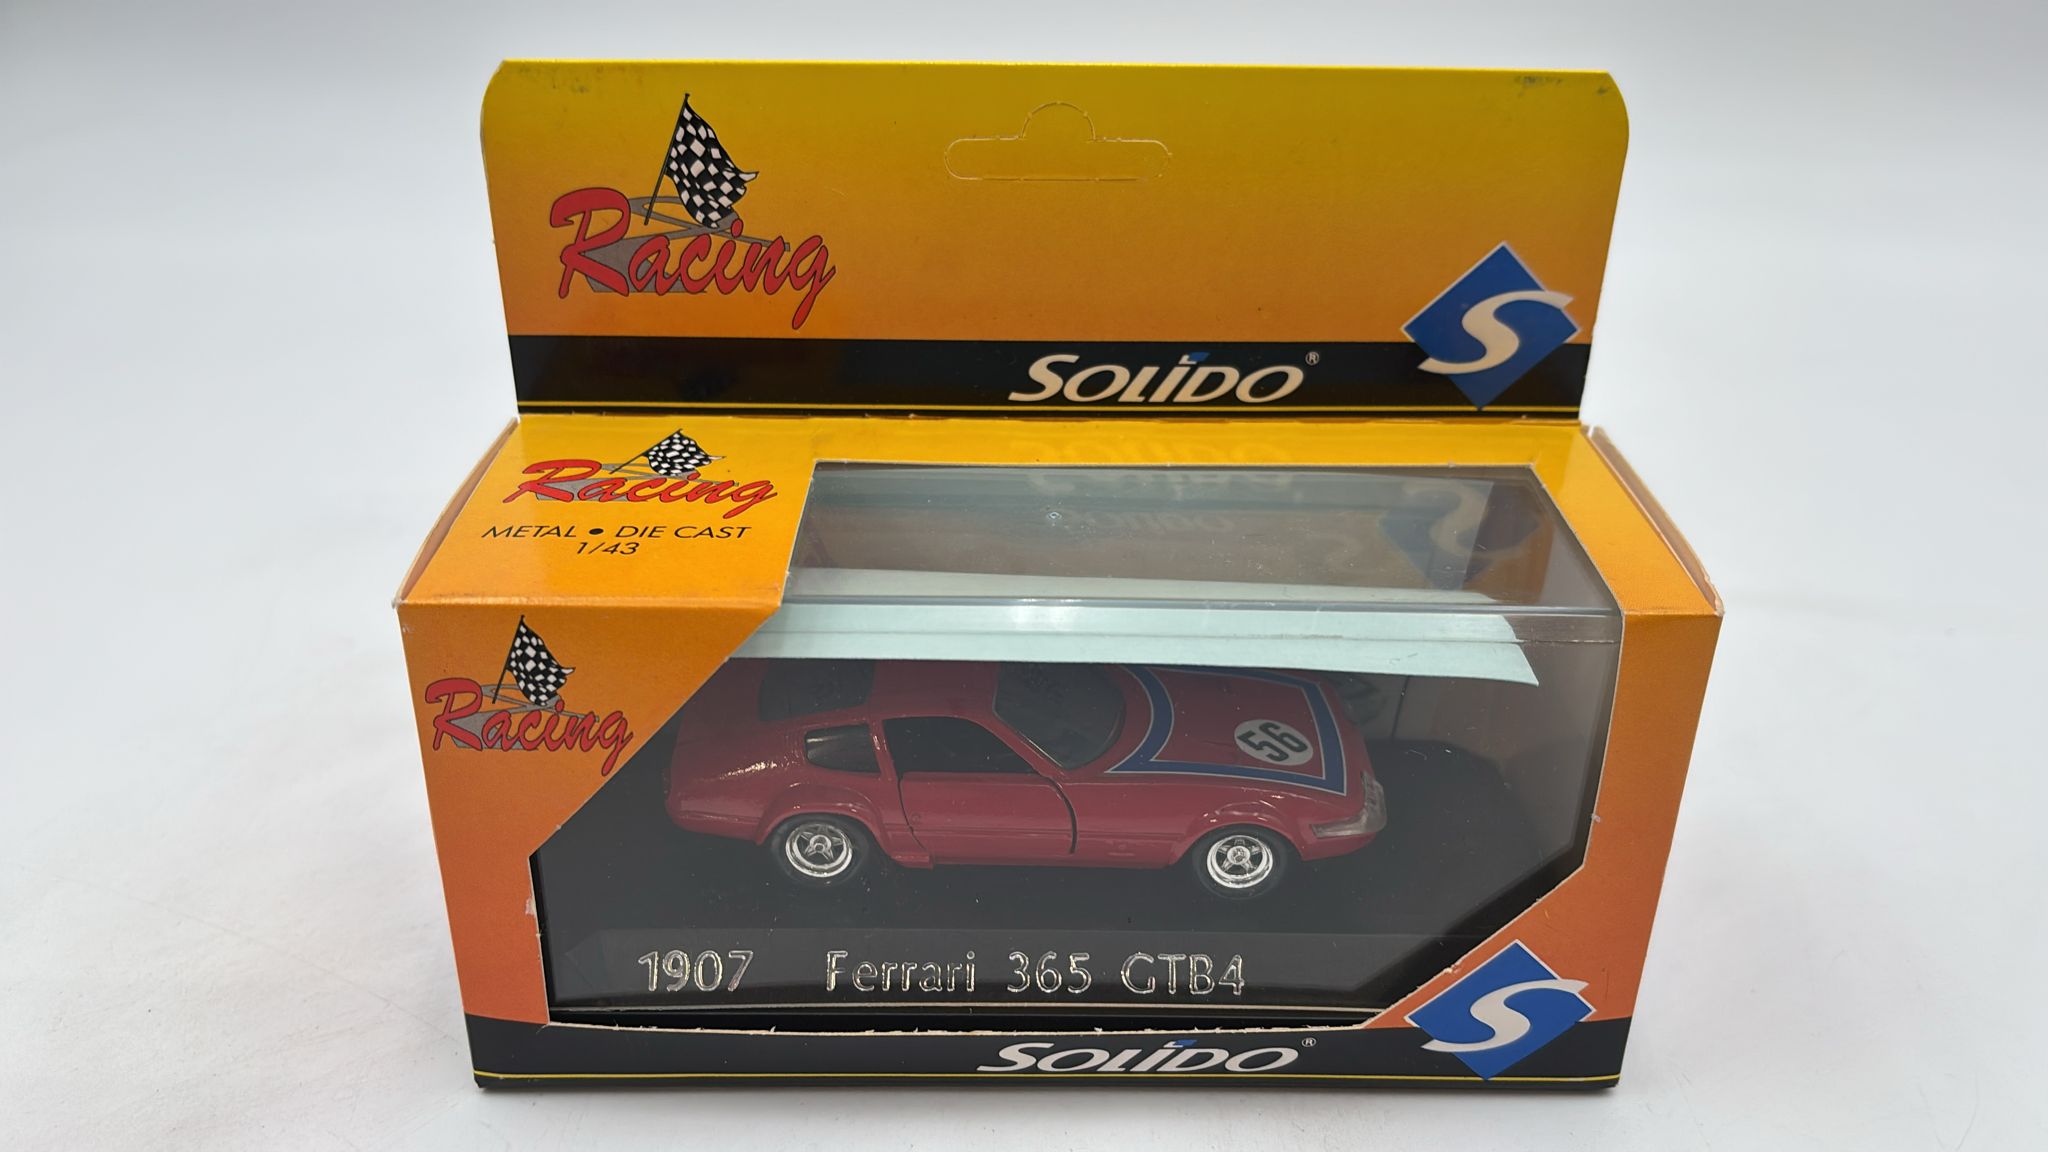 Racing
SOLIDO®
S
Racing
METAL • DIE CAST
1/43
Racing
56
1907 Ferrari 365 GTB4
S
SOLIDO®